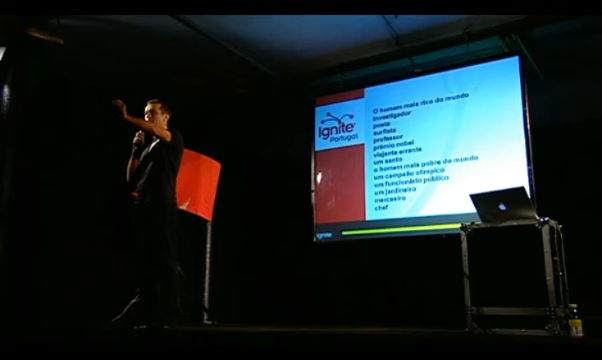 Ignite
Portugal
O homem mais rico do mundo
investigador
poeta
surfista
professor
prémio nobel
viajante errante
um santo
o homem mais pobre do mundo
um campeão olímpico
um funcionário público
um jardineiro
merceeiro
chef
ignite